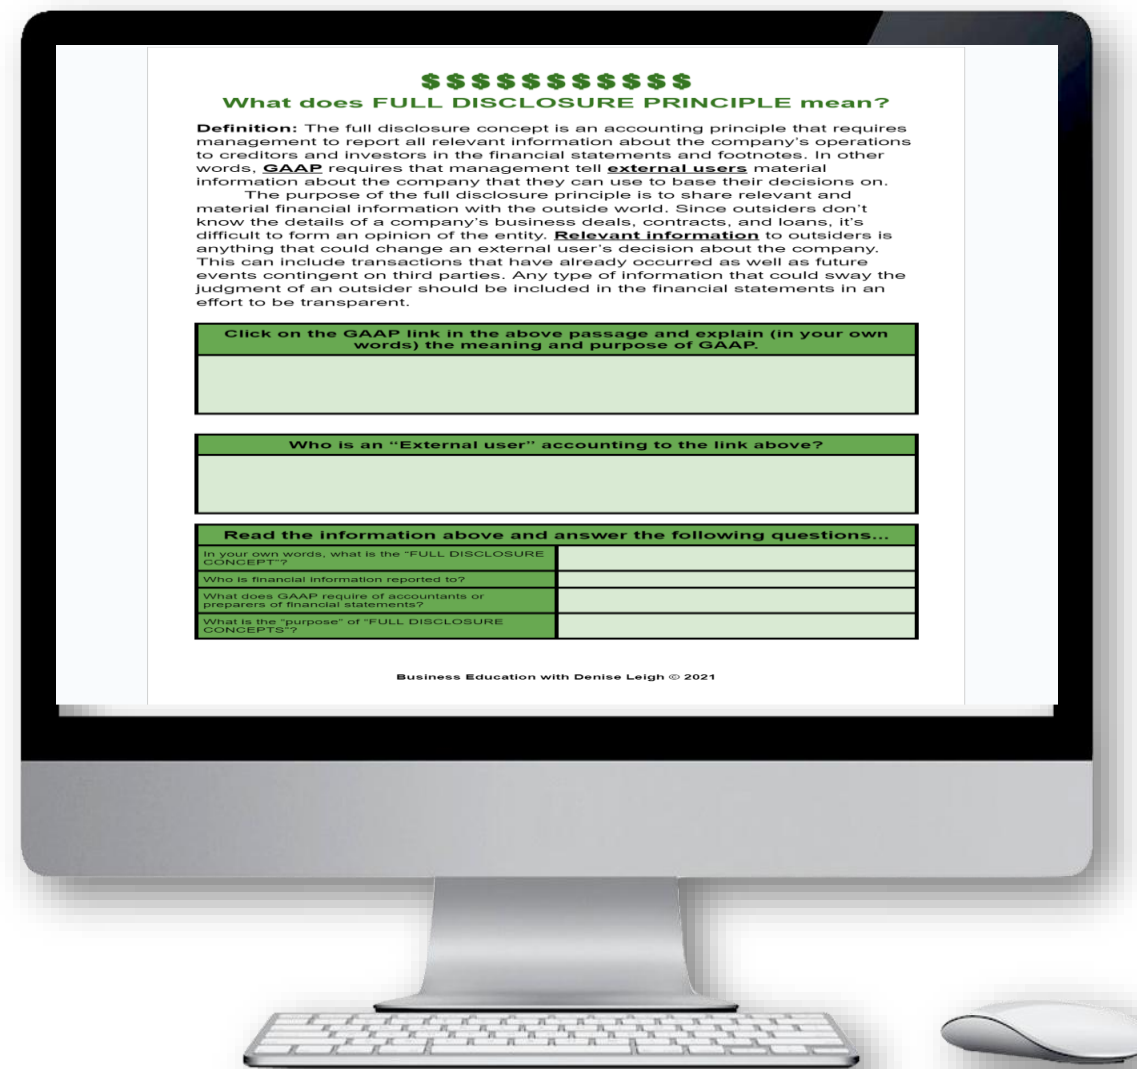 $$$$$$$$$$$
What does FULL DISCLOSURE PRINCIPLE mean?
Definition: The full disclosure concept is an accounting principle that requires
management to report all relevant information about the company's operations
to creditors and investors in the financial statements and footnotes. In other
words, GAAP requires that management tell external users material
information about the company that they can use to base their decisions on.
The purpose of the full disclosure principle is to share relevant and
material financial information with the outside world. Since outsiders don't
know the details of a company's business deals, contracts, and loans, it's
difficult to form an opinion of the entity. Relevant information to outsiders is
anything that could change an external user's decision about the company.
This can include transactions that have already occurred as well as future
events contingent on third parties. Any type of information that could sway the
judgment of an outsider should be included in the financial statements in an
effort to be transparent.
Click on the GAAP link in the above passage and explain (in your own
words) the meaning and purpose of GAAP.
Who is an "External user" accounting to the link above?
Read the information above and answer the following questions...
In your own words, what is the "FULL DISCLOSURE
CONCEPT"?
Who is financial information reported to?
What does GAAP require of accountants or
preparers of financial statements?
What is the "purpose" of "FULL DISCLOSURE
CONCEPTS"?
Business Education with Denise Leigh © 2021